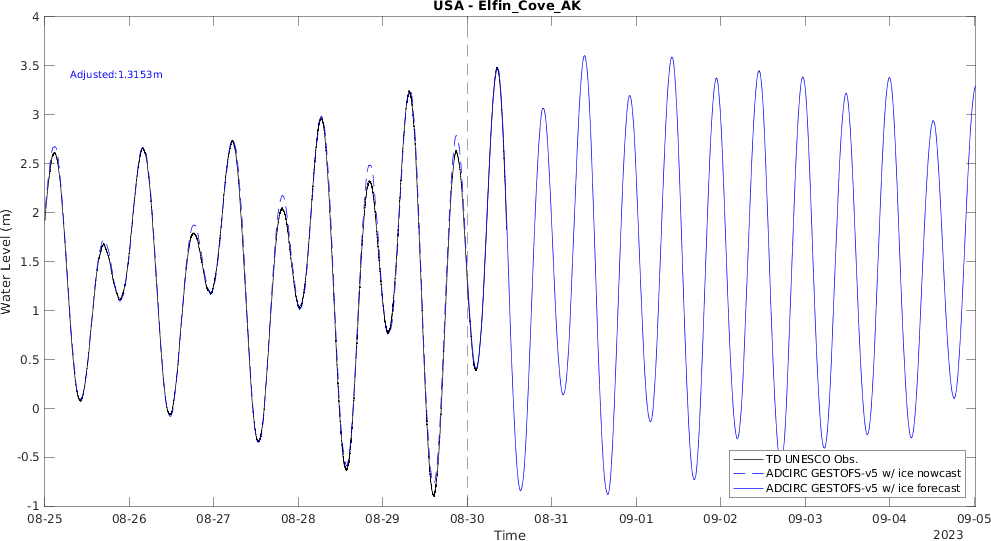 USA - Elfin_Cove_AK
Adjusted:1.3153m
Water Level (m)
4
3.5
3
2.5
2
1.5
1
0.5
0
-0.5
-1
TD UNESCO Obs.
ADCIRC GESTOFS-v5 w/ ice nowcast
ADCIRC GESTOFS-v5 w/ ice forecast
08-25 08-26 08-27 08-28 08-29 08-30 08-31 09-01 09-02 09-03 09-04 09-05
Time
2023